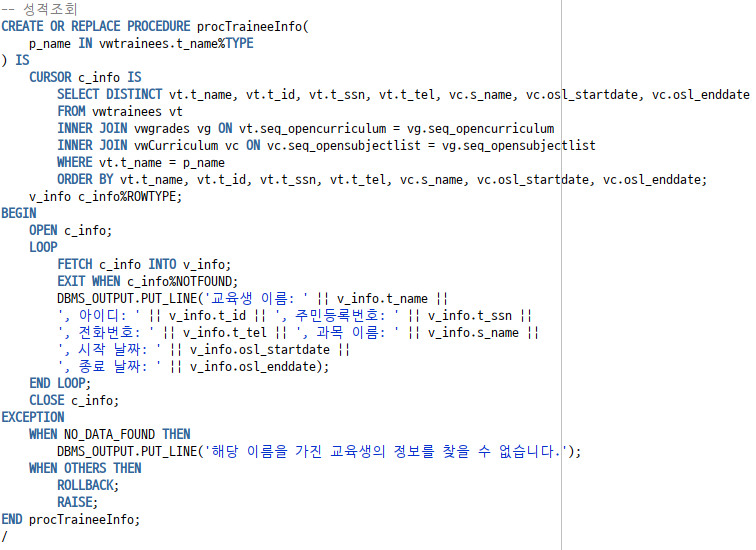 -- 성적조회
CREATE OR REPLACE PROCEDURE procTraineeInfo(
    p_name IN vwtrainees.t_name%TYPE
) IS
    CURSOR c_info IS
        SELECT DISTINCT vt.t_name, vt.t_id, vt.t_ssn, vt.t_tel, vc.s_name, vc.osl_startdate, vc.osl_enddate
        FROM vwtrainees vt
        INNER JOIN vwgrades vg ON vt.seq_opencurriculum = vg.seq_opencurriculum
        INNER JOIN vwCurriculum vc ON vc.seq_opensubjectlist = vg.seq_opensubjectlist
        WHERE vt.t_name = p_name
        ORDER BY vt.t_name, vt.t_id, vt.t_ssn, vt.t_tel, vc.s_name, vc.osl_startdate, vc.osl_enddate;
    v_info c_info%ROWTYPE;
BEGIN
    OPEN c_info;
    LOOP
        FETCH c_info INTO v_info;
        EXIT WHEN c_info%NOTFOUND;
        DBMS_OUTPUT.PUT_LINE('교육생 이름: ' || v_info.t_name ||
        ', 아이디: ' || v_info.t_id || ', 주민등록번호: ' || v_info.t_ssn ||
        ', 전화번호: ' || v_info.t_tel || ', 과목 이름: ' || v_info.s_name ||
        ', 시작 날짜: ' || v_info.osl_startdate ||
        ', 종료 날짜: ' || v_info.osl_enddate);
    END LOOP;
    CLOSE c_info;
EXCEPTION
    WHEN NO_DATA_FOUND THEN
        DBMS_OUTPUT.PUT_LINE('해당 이름을 가진 교육생의 정보를 찾을 수 없습니다.');
    WHEN OTHERS THEN
        ROLLBACK;
        RAISE;
END procTraineeInfo;
/